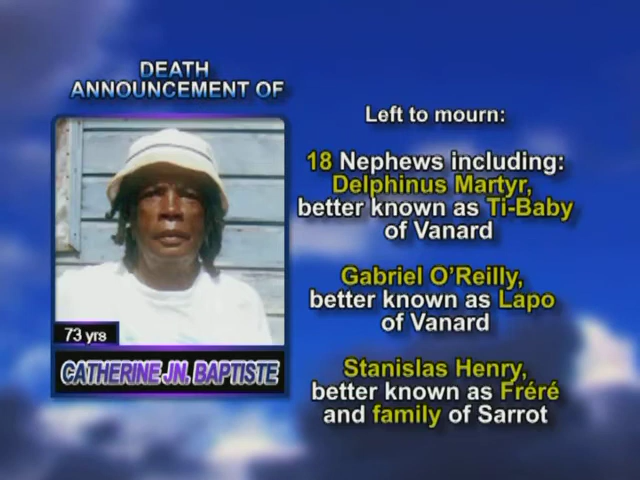 DEATH
ANNOUNCEMENT OF
73 yrs
CATHERINE JN. BAPTISTE
Left to mourn:
18 Nephews including:
Delphinus Martyr,
better known as Ti-Baby
of Vanard
Gabriel O'Reilly,
better known as Lapo
of Vanard
Stanislas Henry,
better known as Fréré
and family of Sarrot